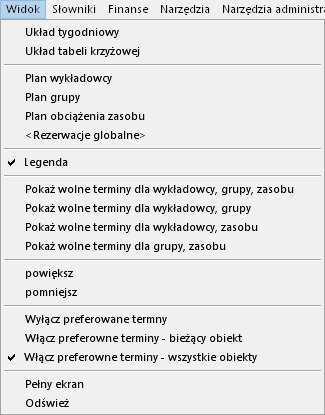 Widok Słowniki Finanse Narzędzia Narzędzia administra
Układ tygodniowy
Układ tabeli krzyżowej
Plan wykładowcy
Plan grupy
Plan obciążenia zasobu
<Rezerwacje globalne>
Legenda
Pokaż wolne terminy dla wykładowcy, grupy, zasobu
Pokaż wolne terminy dla wykładowcy, grupy
Pokaż wolne terminy dla wykładowcy, zasobu
Pokaż wolne terminy dla grupy, zasobu
powiększ
pomniejsz
Wyłącz preferowane termny
Włącz preferowne terminy - bieżący obiekt
Włącz preferowne terminy - wszystkie obiekty
Pełny ekran
Odśwież